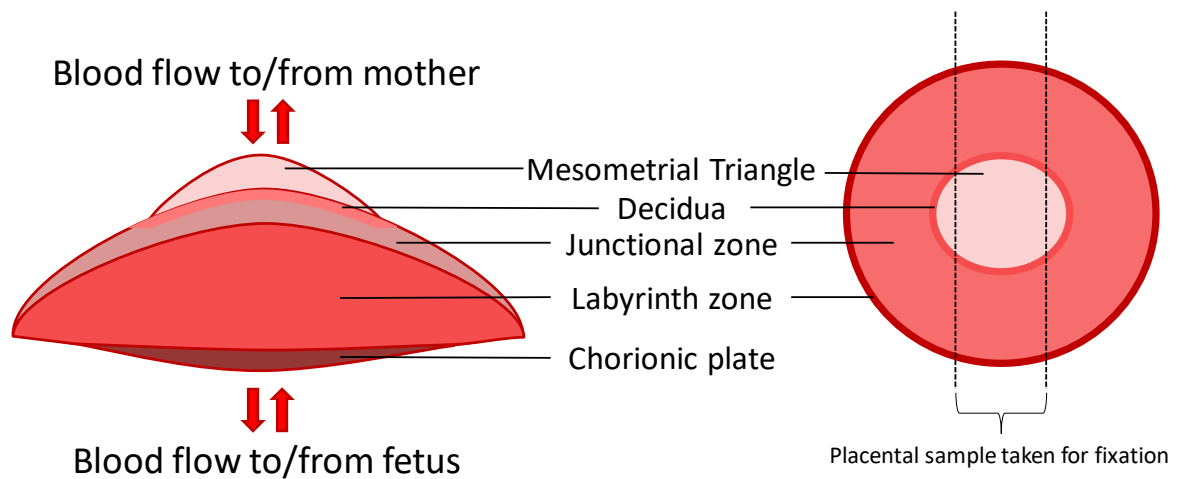 Blood flow to/from mother
Mesometrial Triangle
Decidua
Junctional zone
Labyrinth zone
Chorionic plate
Blood flow to/from fetus
Placental sample taken for fixation